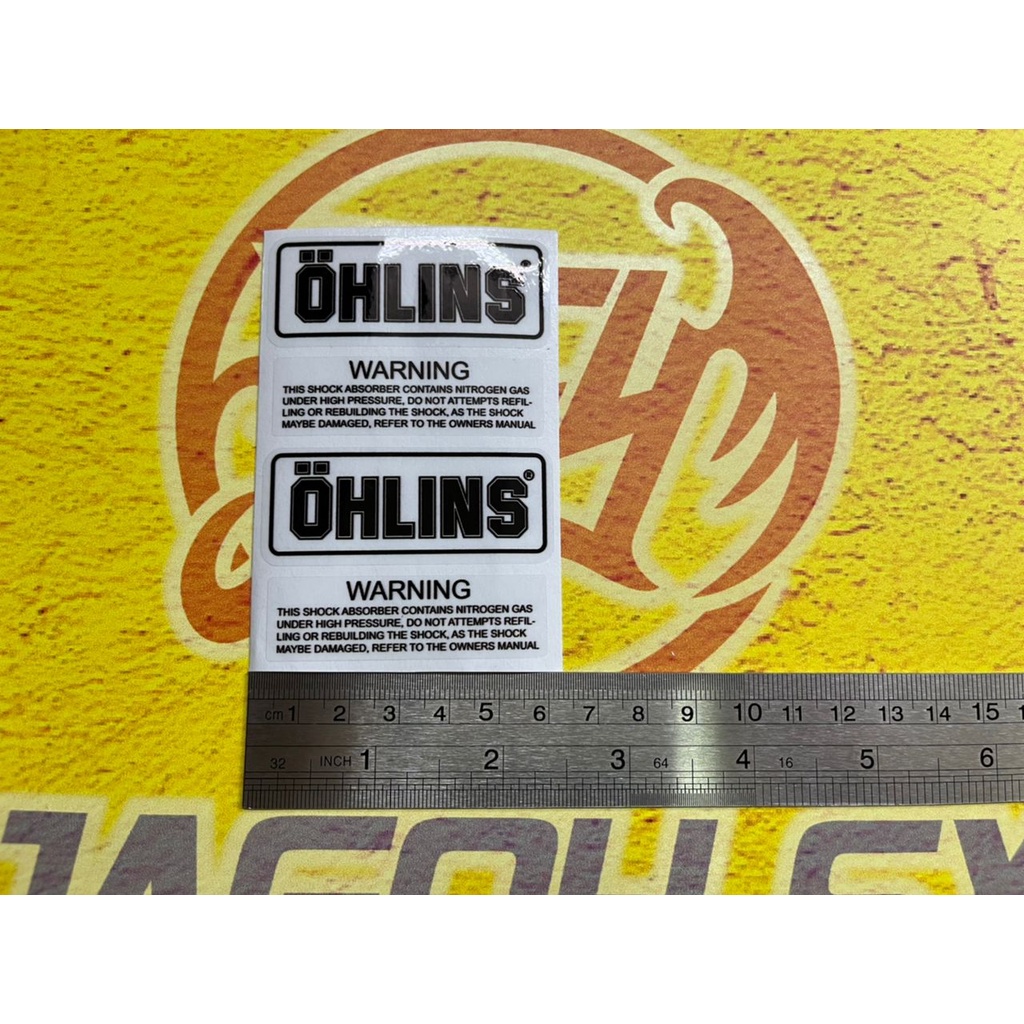 ÖHLINS®
WARNING
THIS SHOCK ABSORBER CONTAINS NITROGEN GAS
UNDER HIGH PRESSURE, DO NOT ATTEMPTS REFIL-
LING OR REBUILDING THE SHOCK, AS THE SHOCK
MAYBE DAMAGED, REFER TO THE OWNERS MANUAL
ÖHLINS®
WARNING
THIS SHOCK ABSORBER CONTAINS NITROGEN GAS
UNDER HIGH PRESSURE, DO NOT ATTEMPTS REFIL-
LING OR REBUILDING THE SHOCK, AS THE SHOCK
MAYBE DAMAGED, REFER TO THE OWNERS MANUAL
cm 1 2 3 4 5 6 7 8 9 10 11 12 13 14 15
32 INCH 1 2 3 64 4 16 5 6